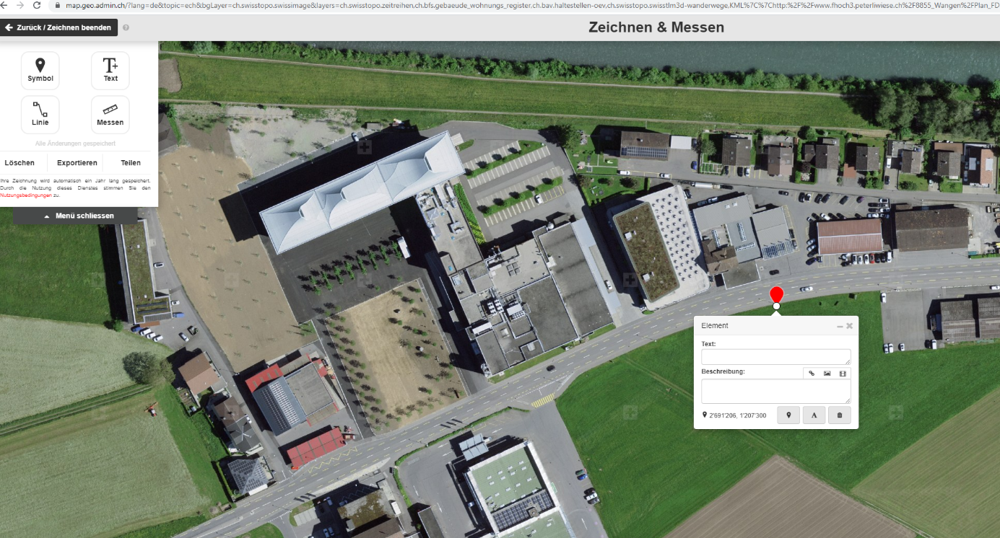 map.geo.admin.ch/?lang=de&topic=ech&bgLayer=ch.swisstopo.swissimage&layers=ch.swisstopo.zeitreihen,ch.bfs.gebaeude_wohnungs_register,ch.bav.haltestellen-oev,ch.swisstopo.swisstlm3d-wanderwege,KML%7C%7Chttp:%2F%2Fwww.fhoch3.peterliwiese.ch%2F8855_Wangen%2FPlan_FD
Zurück / Zeichnen beenden
Zeichnen & Messen
Symbol
Text
Linie
Messen
Alle Änderungen gespeichert
Löschen Exportieren Teilen
Ihre Zeichnung wird automatisch ein Jahr lang gespeichert.
Durch die Nutzung dieses Dienstes stimmen Sie den
Nutzungsbedingungen zu.
Menü schliessen
Element
Text:
Beschreibung:
2'691'206, 1'207'300
A